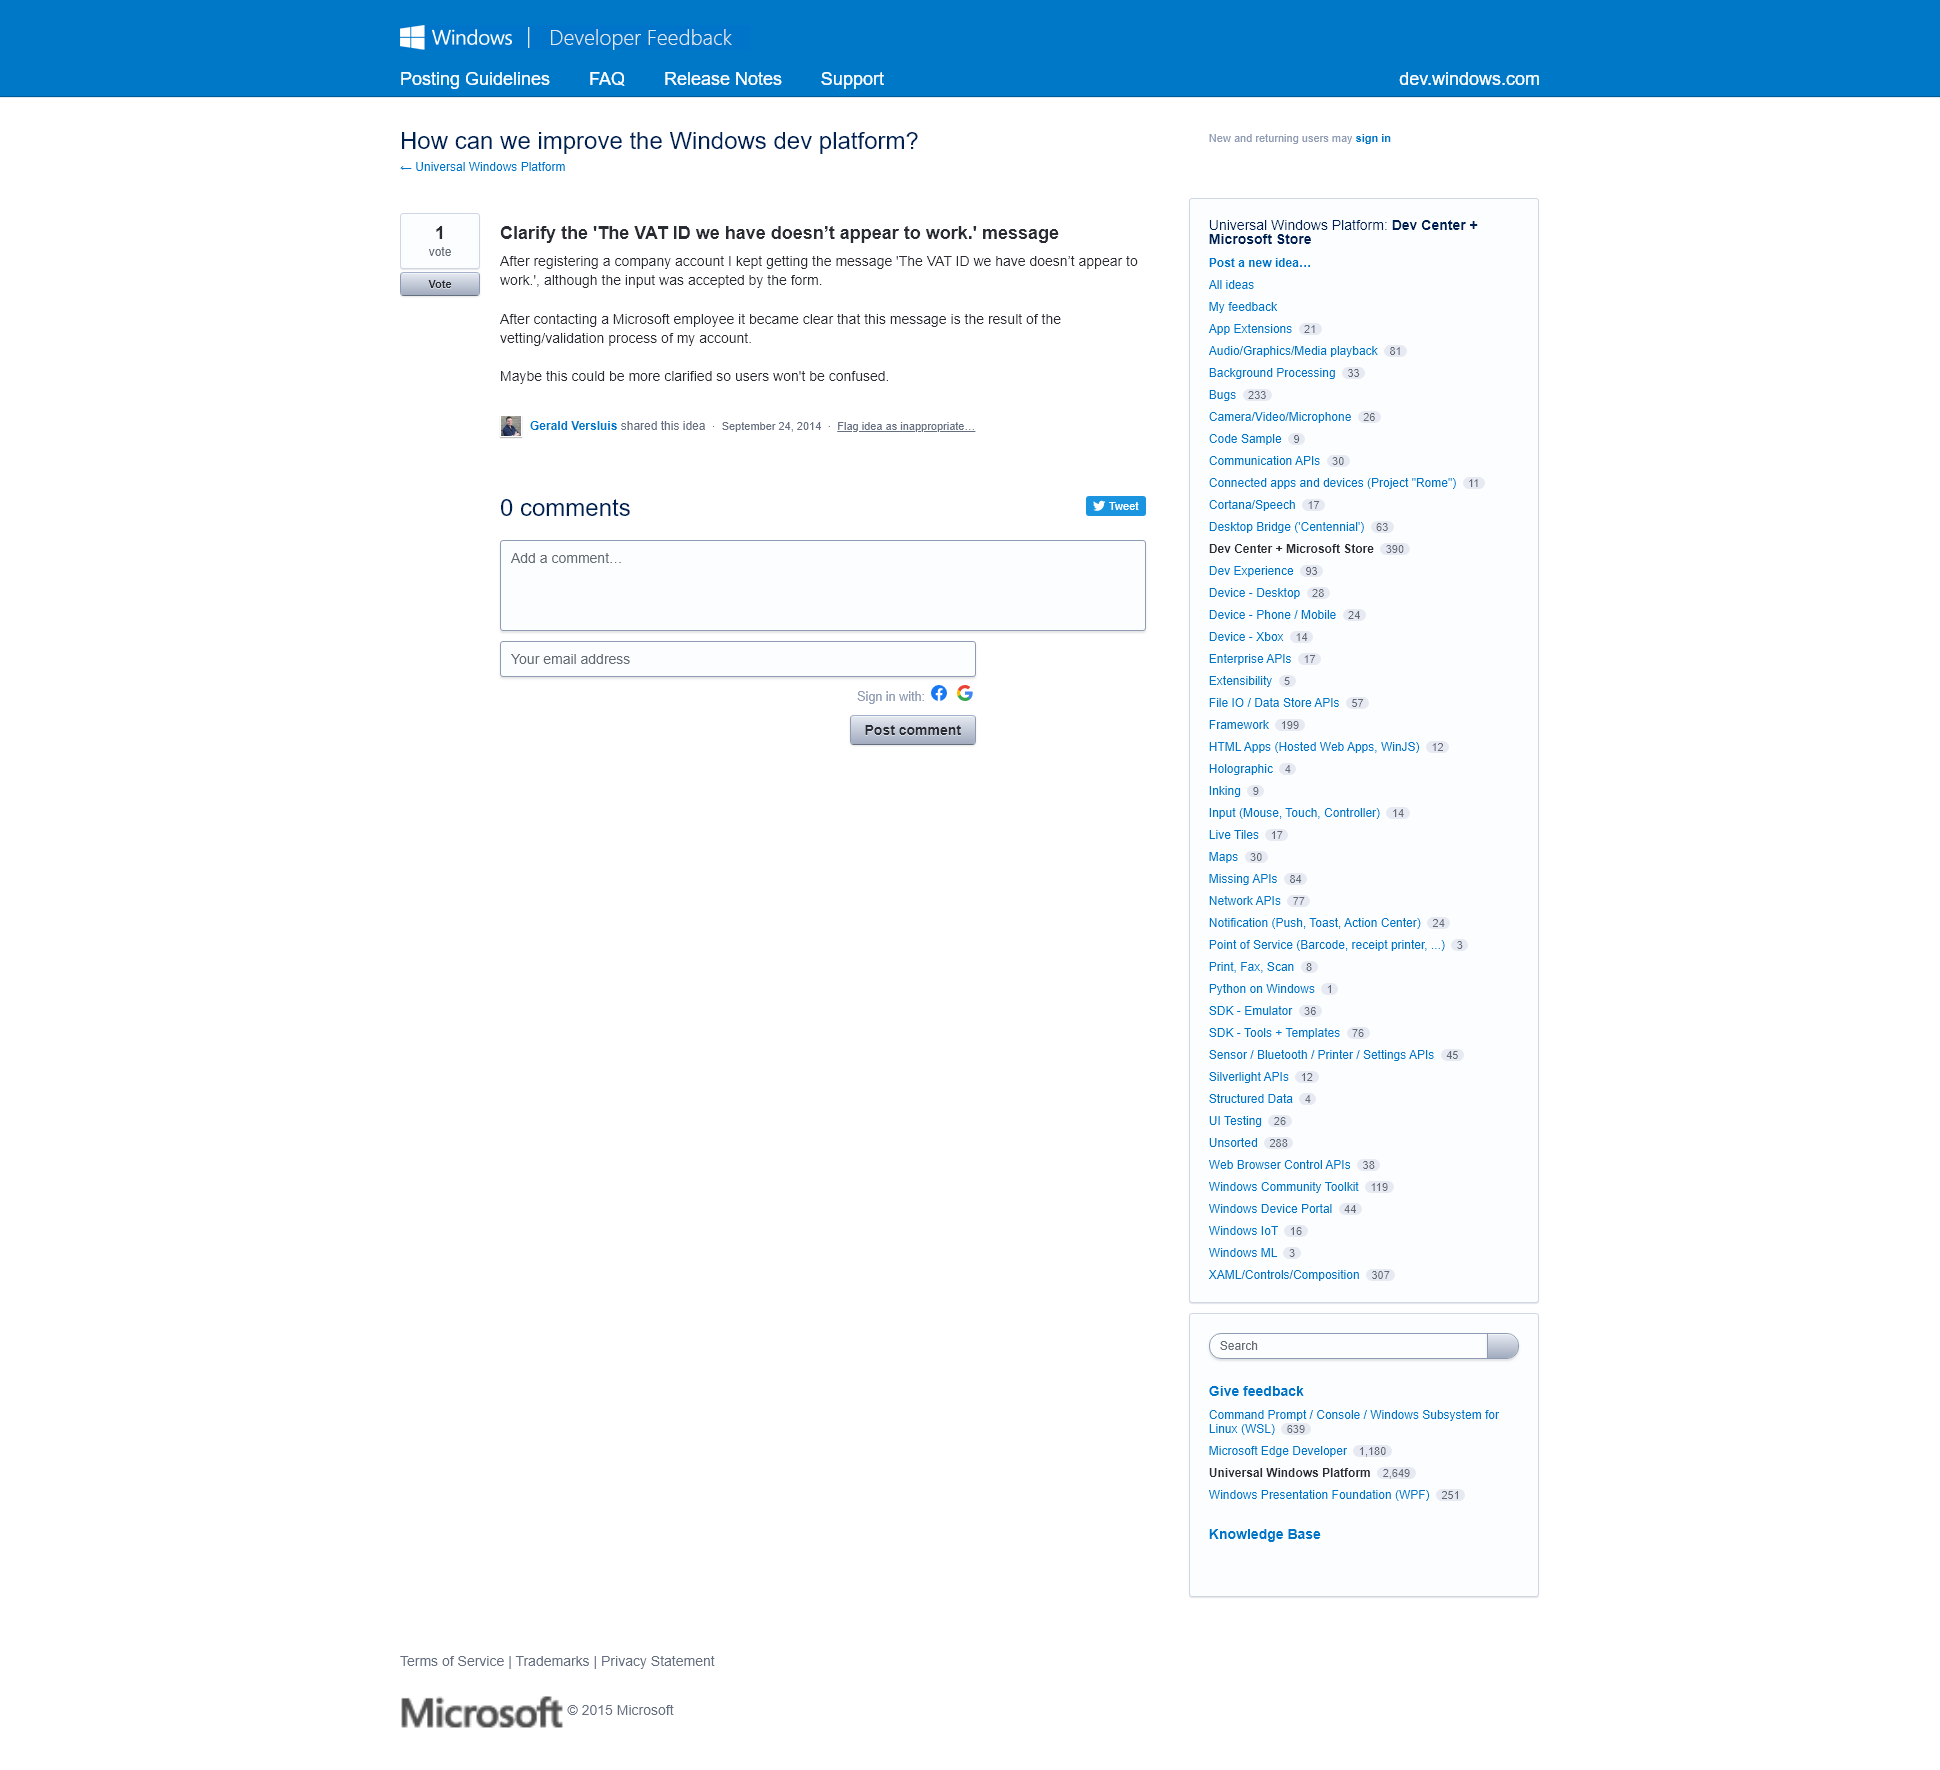 Windows | Developer Feedback
Posting Guidelines FAQ Release Notes Support dev.windows.com
How can we improve the Windows dev platform?
← Universal Windows Platform
New and returning users may sign in
1
vote
Vote
Clarify the 'The VAT ID we have doesn’t appear to work.' message
After registering a company account I kept getting the message 'The VAT ID we have doesn’t appear to
work.', although the input was accepted by the form.
After contacting a Microsoft employee it became clear that this message is the result of the
vetting/validation process of my account.
Maybe this could be more clarified so users won't be confused.
Gerald Versluis shared this idea · September 24, 2014 · Flag idea as inappropriate…
0 comments
Tweet
Add a comment…
Your email address
Sign in with:
Post comment
Universal Windows Platform: Dev Center +
Microsoft Store
Post a new idea…
All ideas
My feedback
App Extensions 21
Audio/Graphics/Media playback 81
Background Processing 33
Bugs 233
Camera/Video/Microphone 26
Code Sample 9
Communication APIs 30
Connected apps and devices (Project "Rome") 11
Cortana/Speech 17
Desktop Bridge ('Centennial') 63
Dev Center + Microsoft Store 390
Dev Experience 93
Device - Desktop 28
Device - Phone / Mobile 24
Device - Xbox 14
Enterprise APIs 17
Extensibility 5
File IO / Data Store APIs 57
Framework 199
HTML Apps (Hosted Web Apps, WinJS) 12
Holographic 4
Inking 9
Input (Mouse, Touch, Controller) 14
Live Tiles 17
Maps 30
Missing APIs 84
Network APIs 77
Notification (Push, Toast, Action Center) 24
Point of Service (Barcode, receipt printer, ...) 3
Print, Fax, Scan 8
Python on Windows 1
SDK - Emulator 36
SDK - Tools + Templates 76
Sensor / Bluetooth / Printer / Settings APIs 45
Silverlight APIs 12
Structured Data 4
UI Testing 26
Unsorted 288
Web Browser Control APIs 38
Windows Community Toolkit 119
Windows Device Portal 44
Windows IoT 16
Windows ML 3
XAML/Controls/Composition 307
Search
Give feedback
Command Prompt / Console / Windows Subsystem for
Linux (WSL) 639
Microsoft Edge Developer 1,180
Universal Windows Platform 2,649
Windows Presentation Foundation (WPF) 251
Knowledge Base
Terms of Service | Trademarks | Privacy Statement
Microsoft © 2015 Microsoft